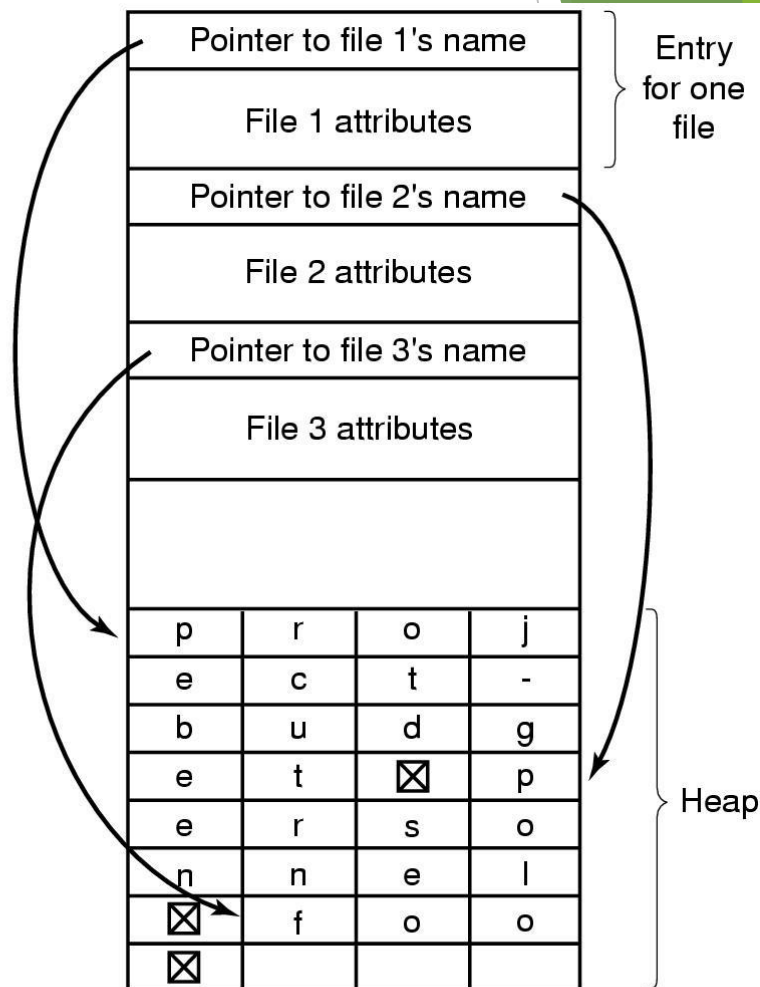 Pointer to file 1's name
Entry
for one
file
File 1 attributes
Pointer to file 2's name
File 2 attributes
Pointer to file 3's name
File 3 attributes
p r o j
e c t -
b u d g
e t ☒ p
e r s o
n n e l
☒ f o o
☒
Heap